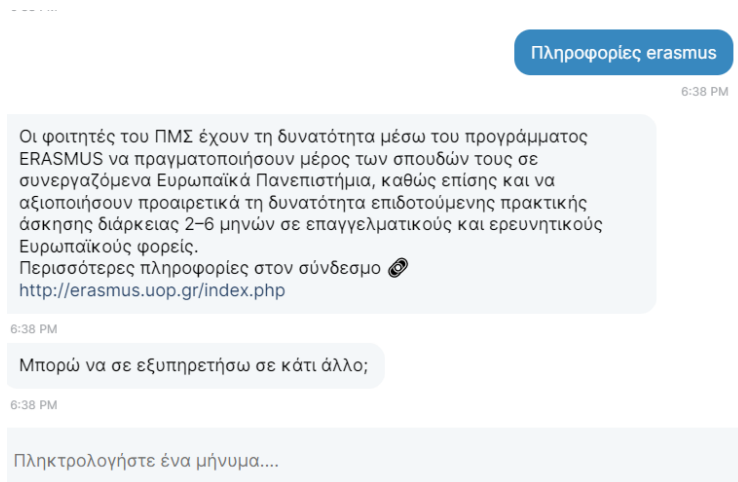 Πληροφορίες erasmus
6:38 PM
Οι φοιτητές του ΠΜΣ έχουν τη δυνατότητα μέσω του προγράμματος
ERASMUS να πραγματοποιήσουν μέρος των σπουδών τους σε
συνεργαζόμενα Ευρωπαϊκά Πανεπιστήμια, καθώς επίσης και να
αξιοποιήσουν προαιρετικά τη δυνατότητα επιδοτούμενης πρακτικής
άσκησης διάρκειας 2–6 μηνών σε επαγγελματικούς και ερευνητικούς
Ευρωπαϊκούς φορείς.
Περισσότερες πληροφορίες στον σύνδεσμο
http://erasmus.uop.gr/index.php
6:38 PM
Μπορώ να σε εξυπηρετήσω σε κάτι άλλο;
6:38 PM
Πληκτρολογήστε ένα μήνυμα....